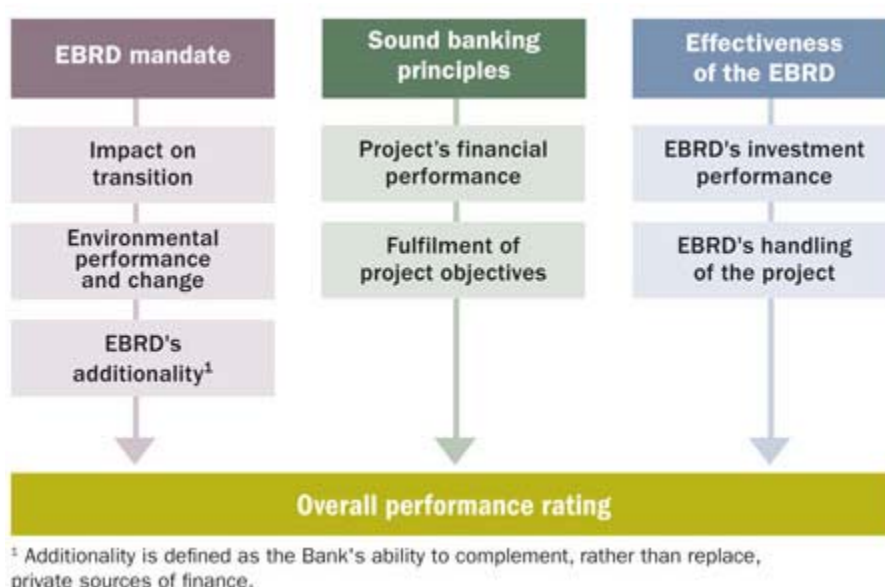 EBRD mandate
Impact on
transition
Environmental
performance
and change
EBRD's
additionality¹
Sound banking
principles
Project's financial
performance
Fulfilment of
project objectives
Effectiveness
of the EBRD
EBRD's investment
performance
EBRD's handling
of the project
Overall performance rating
¹ Additionality is defined as the Bank's ability to complement, rather than replace,
private sources of finance.